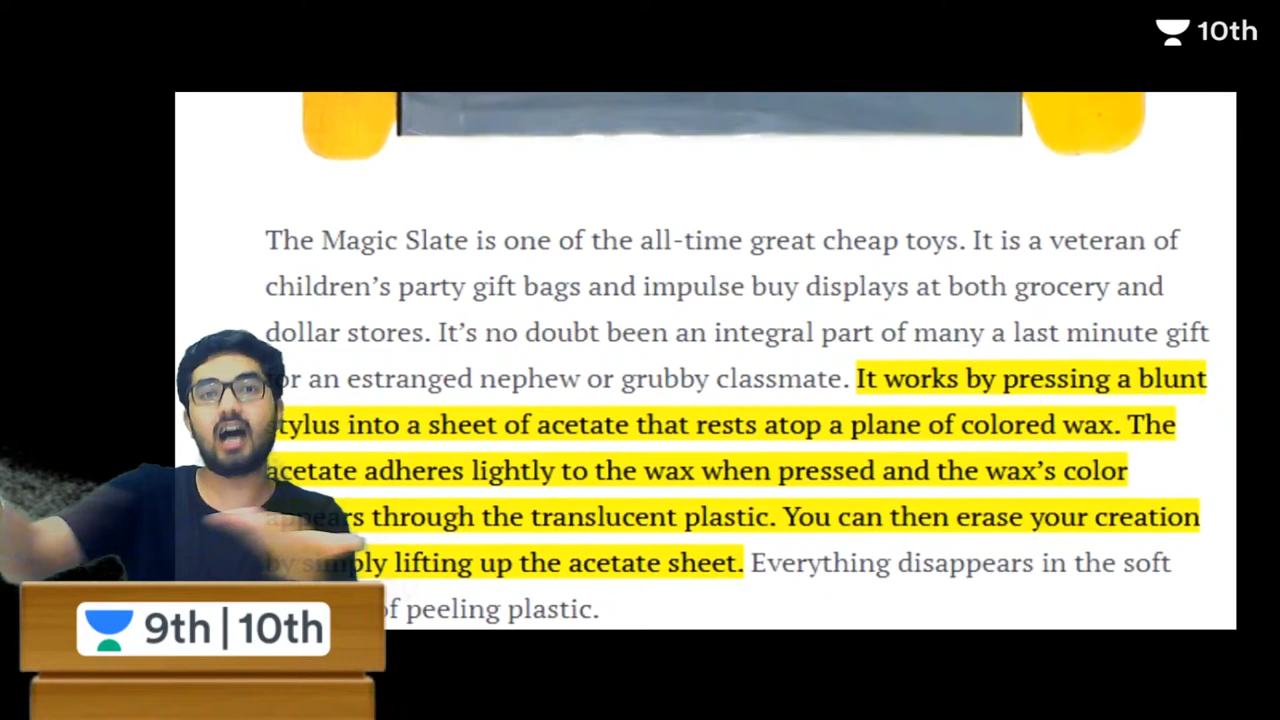 10th
The Magic Slate is one of the all-time great cheap toys. It is a veteran of
children's party gift bags and impulse buy displays at both grocery and
dollar stores. It's no doubt been an integral part of many a last minute gift
for an estranged nephew or grubby classmate. It works by pressing a blunt
stylus into a sheet of acetate that rests atop a plane of colored wax. The
acetate adheres lightly to the wax when pressed and the wax's color
appears through the translucent plastic. You can then erase your creation
by simply lifting up the acetate sheet. Everything disappears in the soft
of peeling plastic.
9th | 10th